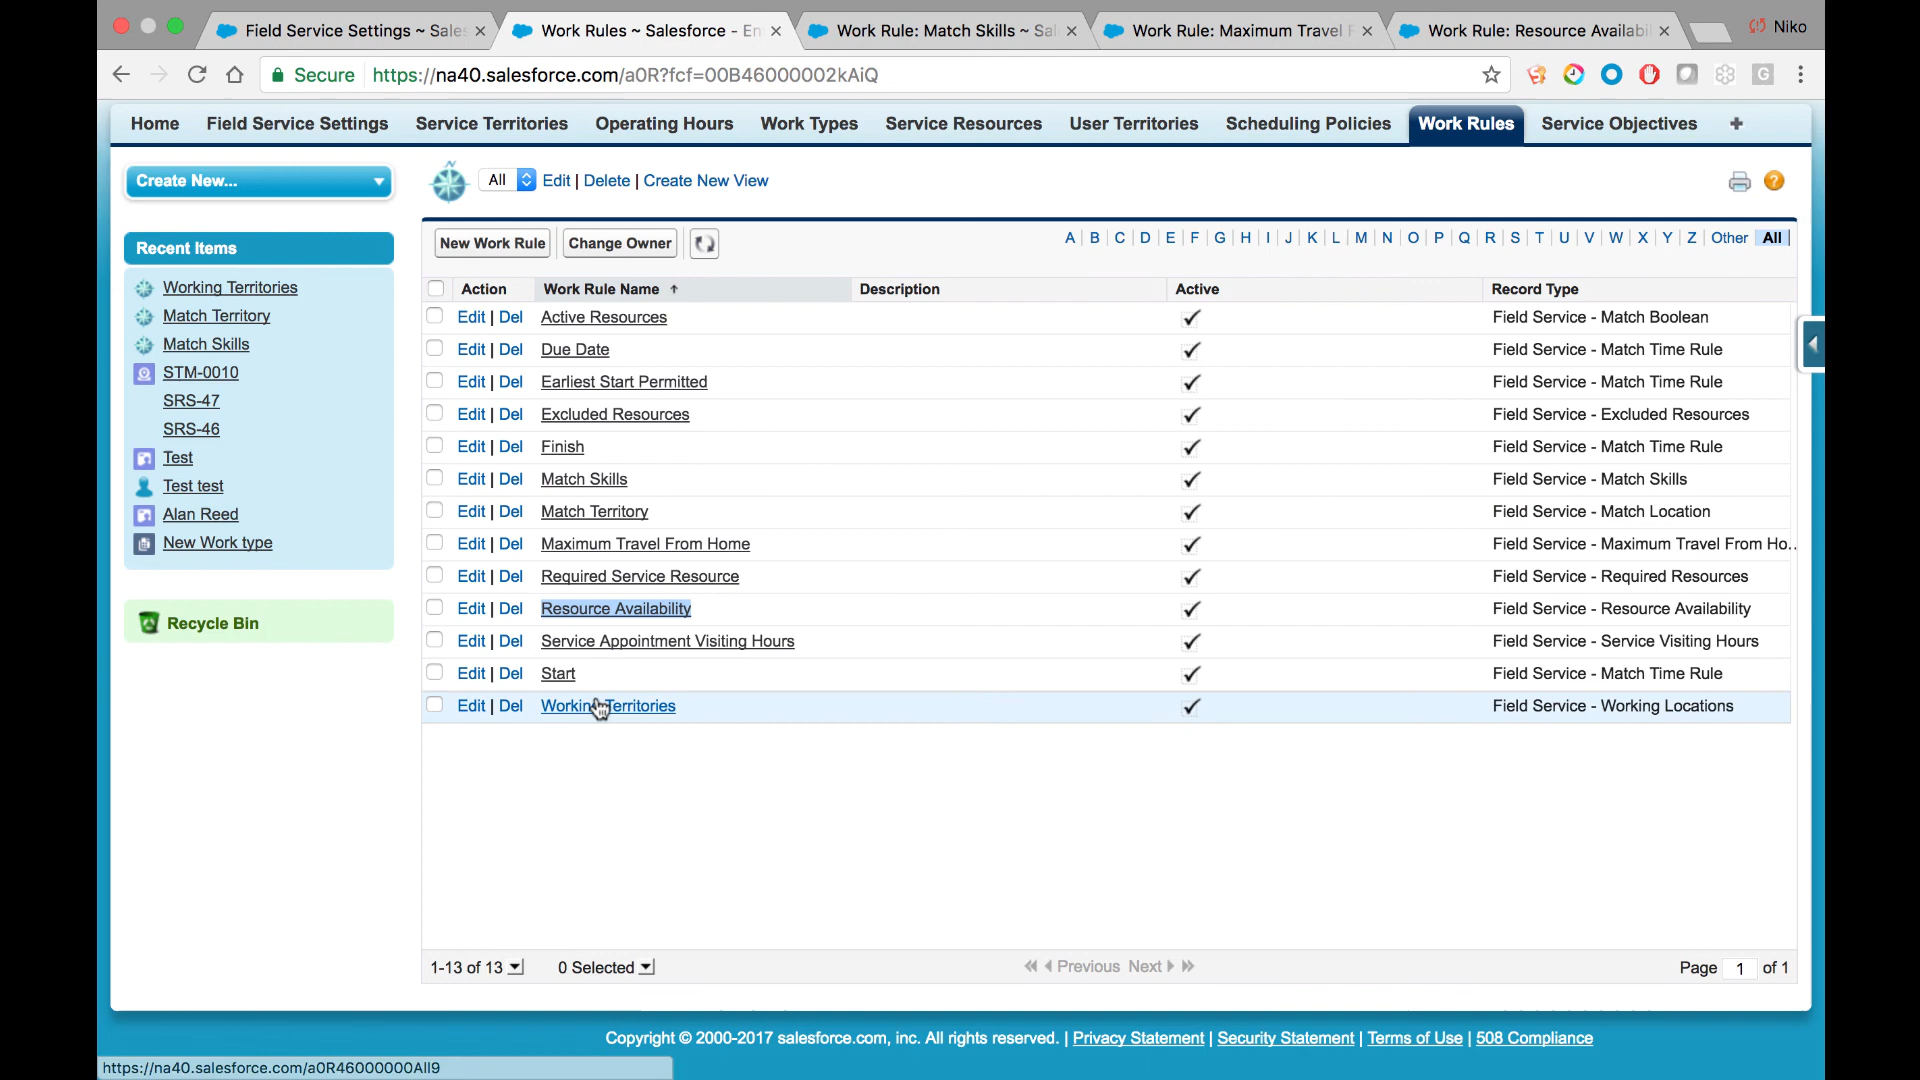 Field Service Settings ~ Sales
Work Rules ~ Salesforce - En
Work Rule: Match Skills ~ Sal
Work Rule: Maximum Travel F
Work Rule: Resource Availabil
Niko
Secure
https://na40.salesforce.com/a0R?fcf=00B46000002kAiQ
G
Home
Field Service Settings
Service Territories
Operating Hours
Work Types
Service Resources
User Territories
Scheduling Policies
Work Rules
Service Objectives
+
Create New...
All
Edit | Delete | Create New View
?
Recent Items
Working Territories
Match Territory
Match Skills
STM-0010
SRS-47
SRS-46
Test
Test test
Alan Reed
New Work type
Recycle Bin
New Work Rule
Change Owner
A | B | C | D | E | F | G | H | I | J | K | L | M | N | O | P | Q | R | S | T | U | V | W | X | Y | Z | Other | All |
Action Work Rule Name Description Active Record Type
Edit | Del Active Resources Field Service - Match Boolean
Edit | Del Due Date Field Service - Match Time Rule
Edit | Del Earliest Start Permitted Field Service - Match Time Rule
Edit | Del Excluded Resources Field Service - Excluded Resources
Edit | Del Finish Field Service - Match Time Rule
Edit | Del Match Skills Field Service - Match Skills
Edit | Del Match Territory Field Service - Match Location
Edit | Del Maximum Travel From Home Field Service - Maximum Travel From Ho...
Edit | Del Required Service Resource Field Service - Required Resources
Edit | Del Resource Availability Field Service - Resource Availability
Edit | Del Service Appointment Visiting Hours Field Service - Service Visiting Hours
Edit | Del Start Field Service - Match Time Rule
Edit | Del Working Territories Field Service - Working Locations
1-13 of 13
0 Selected
Previous Next
Page 1 of 1
Copyright © 2000-2017 salesforce.com, inc. All rights reserved. | Privacy Statement | Security Statement | Terms of Use | 508 Compliance
https://na40.salesforce.com/a0R46000000AlI9